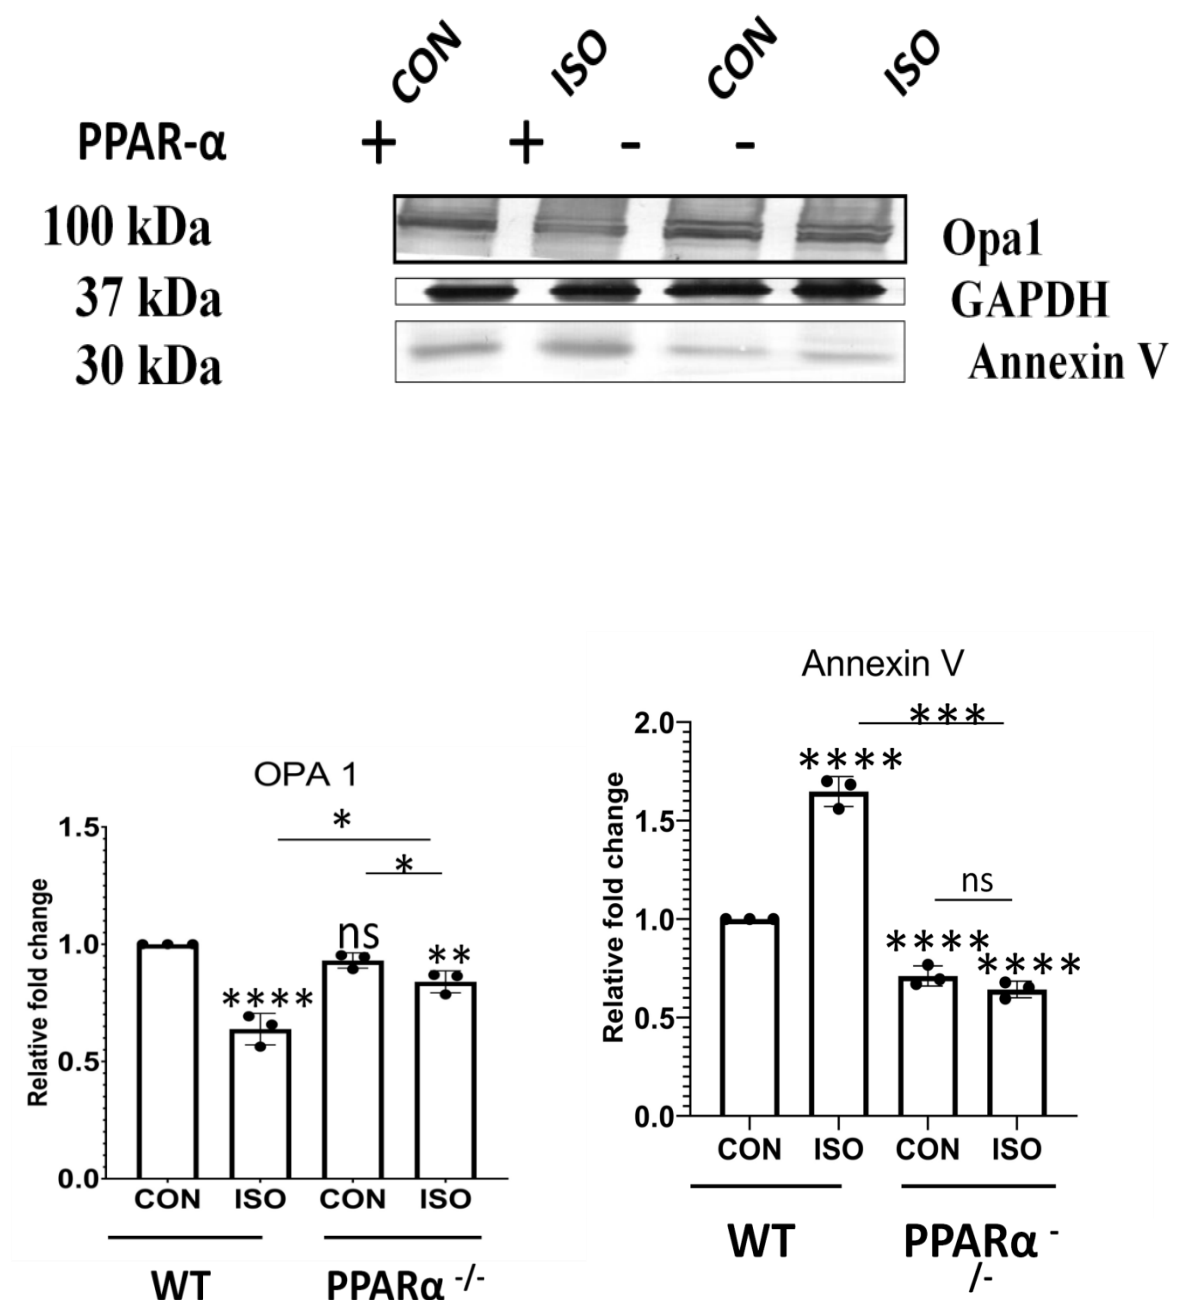 CON ISO CON ISO
PPAR-α + + - -
100 kDa Opa1
37 kDa GAPDH
30 kDa Annexin V
OPA 1
Relative fold change
1.5
1.0
0.5
0.0
*
*
****
ns
**
CON ISO CON ISO
WT PPARα -/-
Annexin V
Relative fold change
2.0
1.5
1.0
0.5
0.0
***
****
ns
****
****
CON ISO CON ISO
WT PPARα -
/-